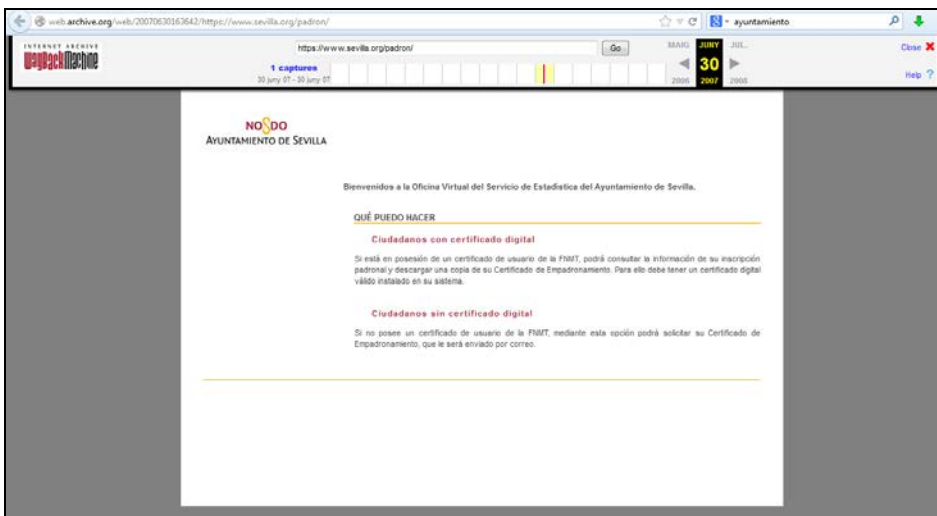 web.archive.org/web/20070630163642/https://www.sevilla.org/padron/
ayuntamiento
INTERNET ARCHIVE
WayBackMachine
https://www.sevilla.org/padron/
Go
MAIG JUNY JUL.
Close
1 captures
30 juny 07 - 30 juny 07
30
2006 2007 2008
Help ?
NO8DO
AYUNTAMIENTO DE SEVILLA
Bienvenidos a la Oficina Virtual del Servicio de Estadística del Ayuntamiento de Sevilla.
QUÉ PUEDO HACER
Ciudadanos con certificado digital
Si está en posesión de un certificado de usuario de la FNMT, podrá consultar la información de su inscripción
padronal y descargar una copia de su Certificado de Empadronamiento. Para ello debe tener un certificado digital
válido instalado en su sistema.
Ciudadanos sin certificado digital
Si no posee un certificado de usuario de la FNMT, mediante esta opción podrá solicitar su Certificado de
Empadronamiento, que le será enviado por correo.